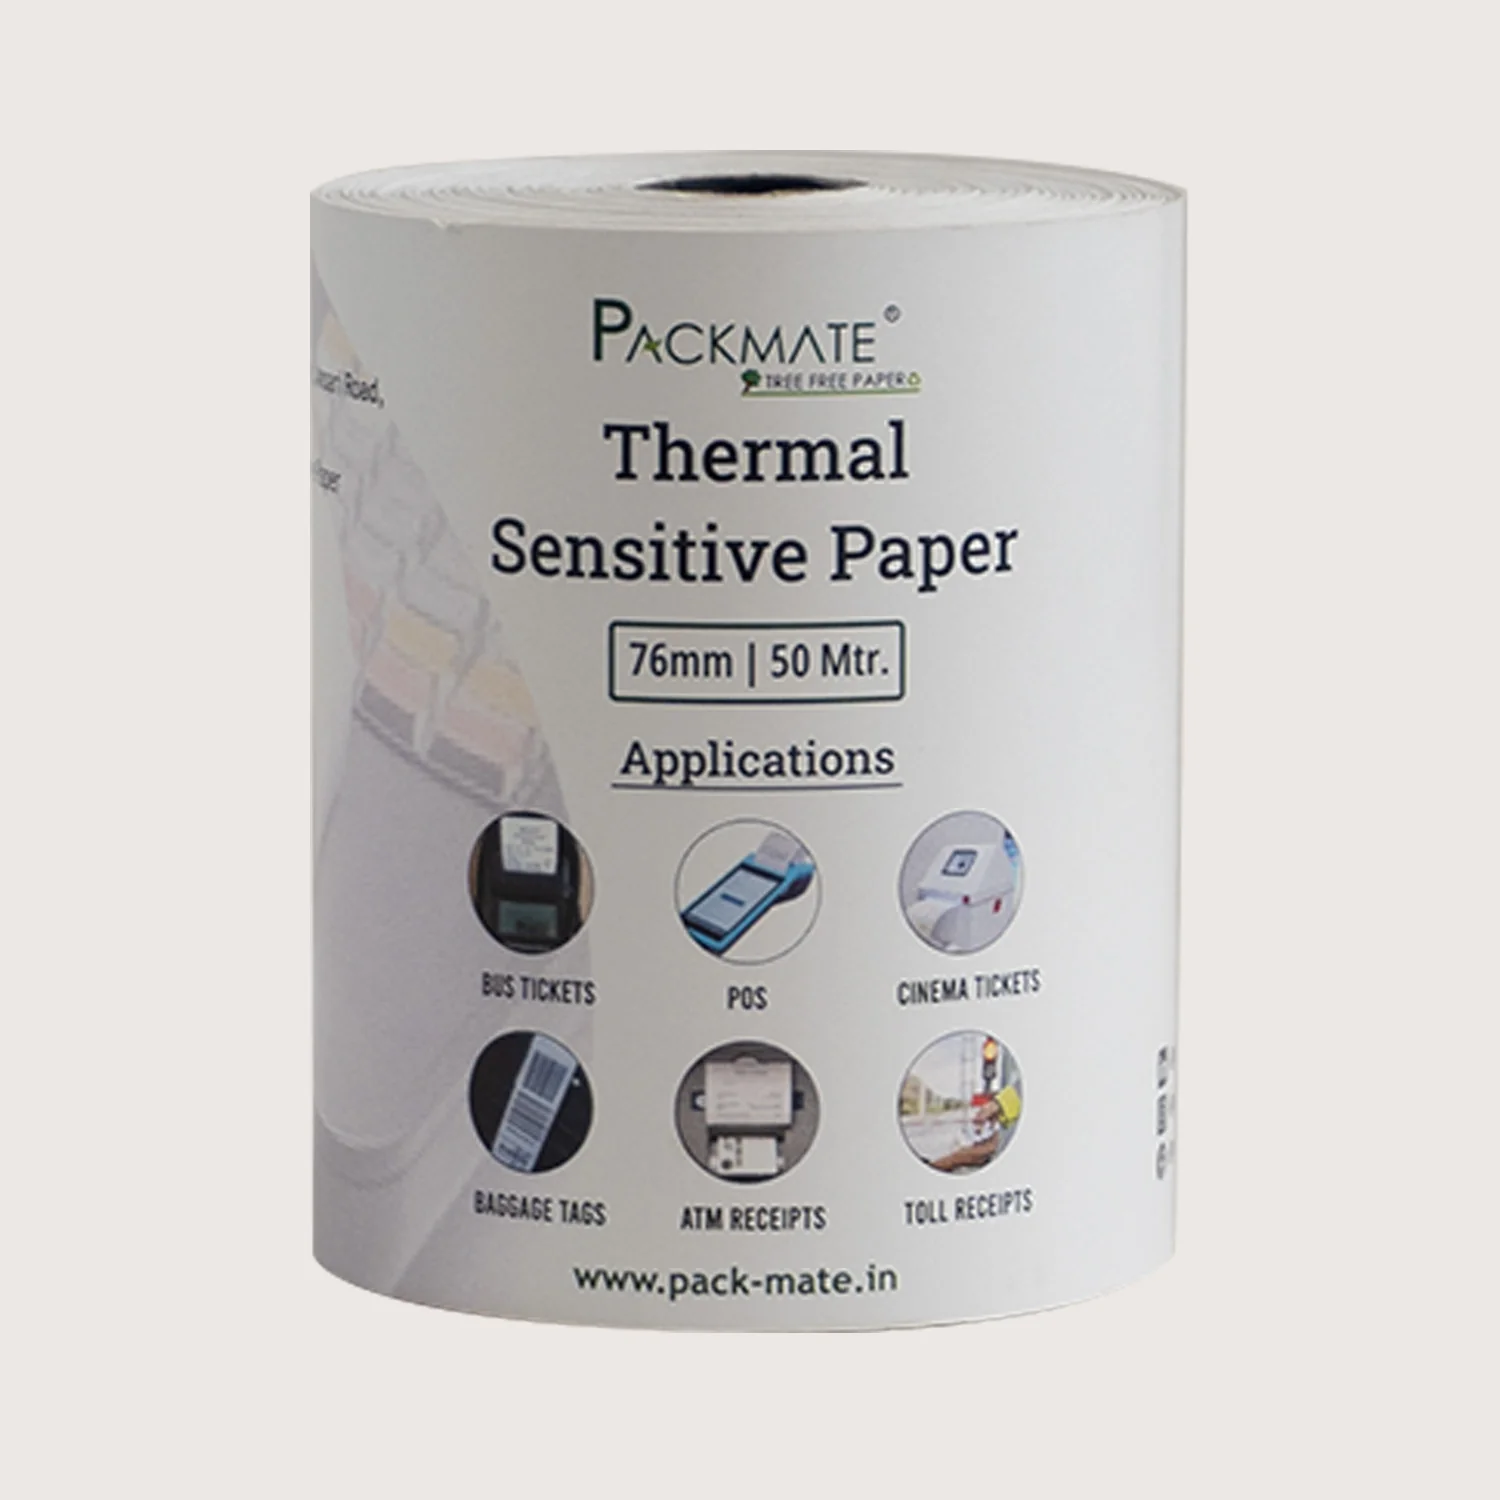 PACKMATE®
TREE FREE PAPER
Road,
Thermal
Sensitive Paper
76mm | 50 Mtr.
Applications
BUS TICKETS
POS
CINEMA TICKETS
BAGGAGE TAGS
ATM RECEIPTS
TOLL RECEIPTS
www.pack-mate.in